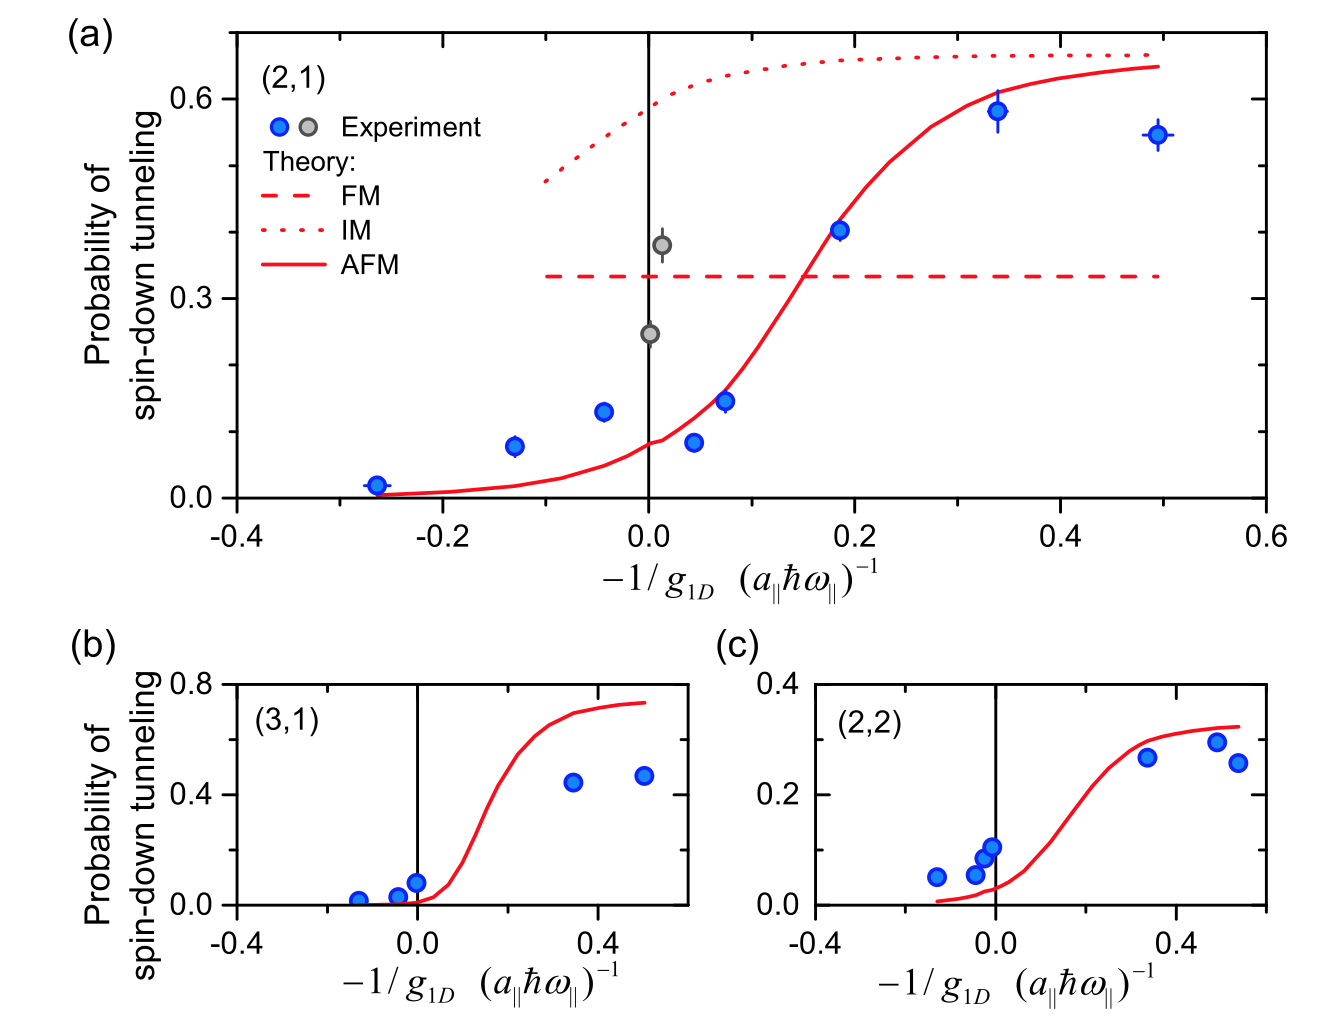 (a)
Probability of
spin-down tunneling
0.6
0.3
0.0
(2,1)
Experiment
Theory:
FM
IM
AFM
-0.4 -0.2 0.0 0.2 0.4 0.6
−1/g1D (a||ħω||)−1
(b)
Probability of
spin-down tunneling
0.8
0.4
0.0
(3,1)
-0.4 0.0 0.4
−1/g1D (a||ħω||)−1
(c)
0.4
0.2
0.0
(2,2)
-0.4 0.0 0.4
−1/g1D (a||ħω||)−1